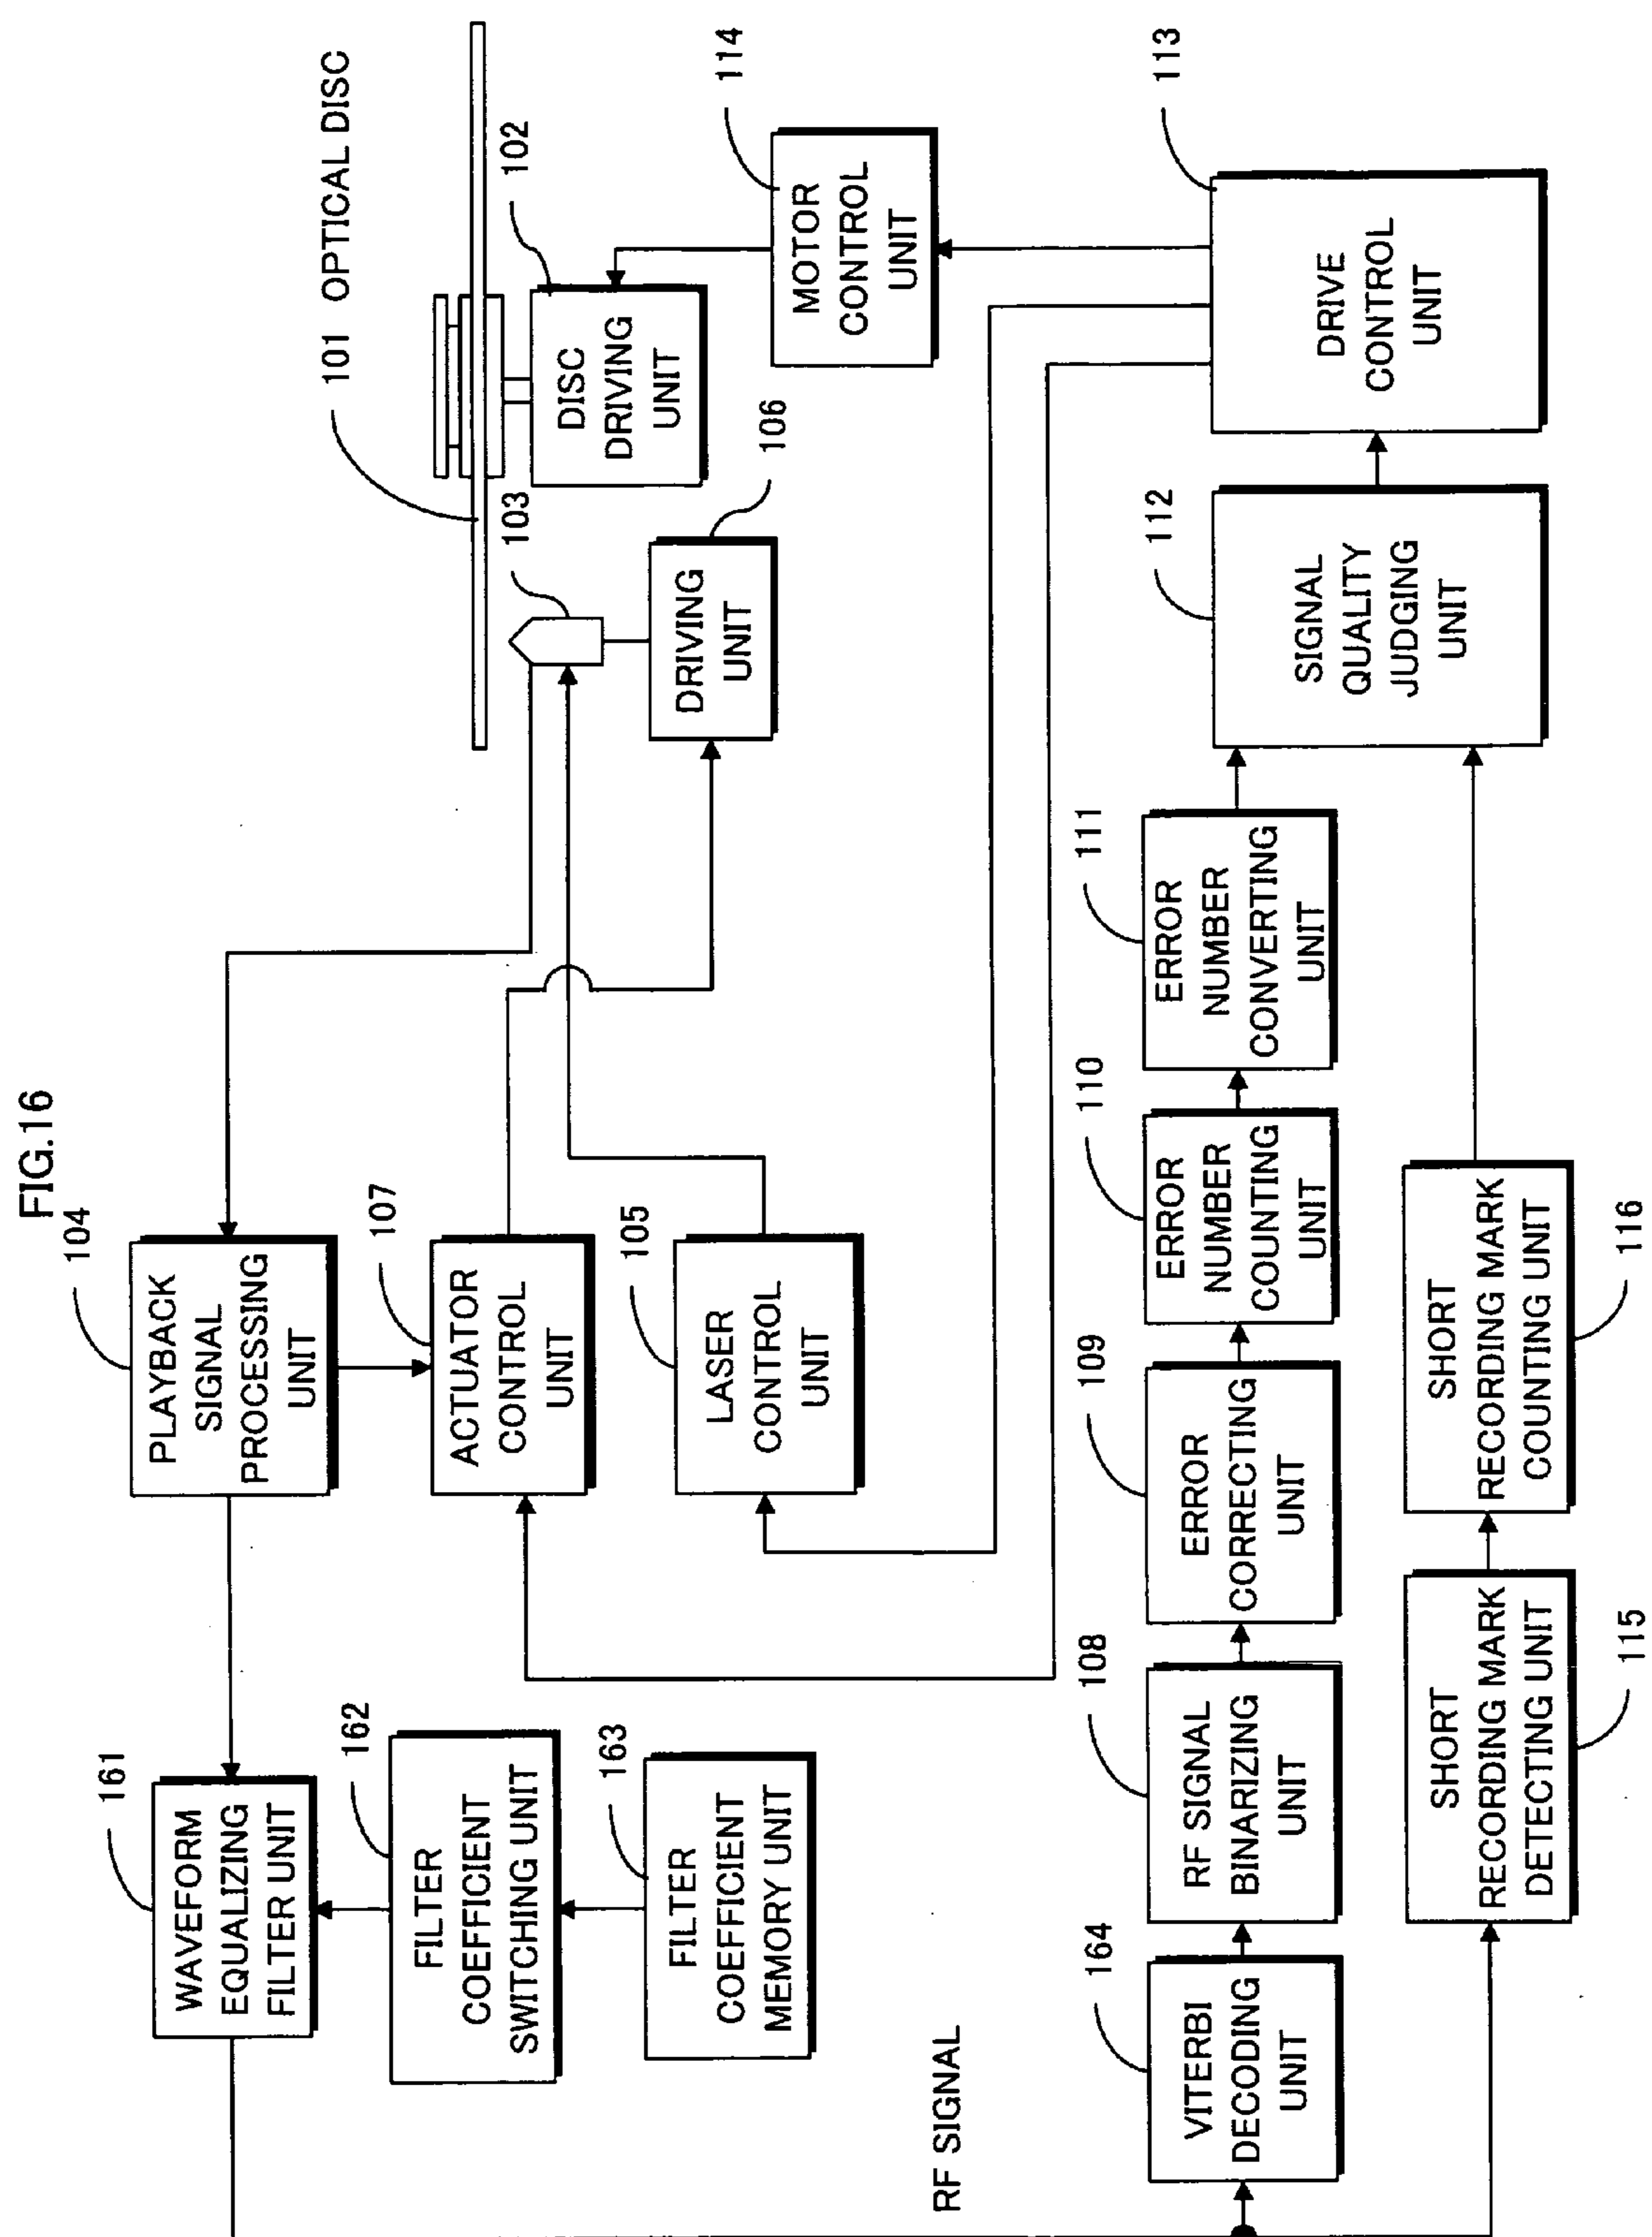 FIG.16
101 OPTICAL DISC
102
DISC
DRIVING
UNIT
103
106
DRIVING
UNIT
114
MOTOR
CONTROL
UNIT
104
PLAYBACK
SIGNAL
PROCESSING
UNIT
107
ACTUATOR
CONTROL
UNIT
105
LASER
CONTROL
UNIT
161
WAVEFORM
EQUALIZING
FILTER UNIT
162
FILTER
COEFFICIENT
SWITCHING UNIT
163
FILTER
COEFFICIENT
MEMORY UNIT
RF SIGNAL
164
VITERBI
DECODING
UNIT
108
RF SIGNAL
BINARIZING
UNIT
109
ERROR
CORRECTING
UNIT
110
ERROR
NUMBER
COUNTING
UNIT
111
ERROR
NUMBER
CONVERTING
UNIT
112
SIGNAL
QUALITY
JUDGING
UNIT
113
DRIVE
CONTROL
UNIT
SHORT
RECORDING MARK
DETECTING UNIT
115
SHORT
RECORDING MARK
COUNTING UNIT
116